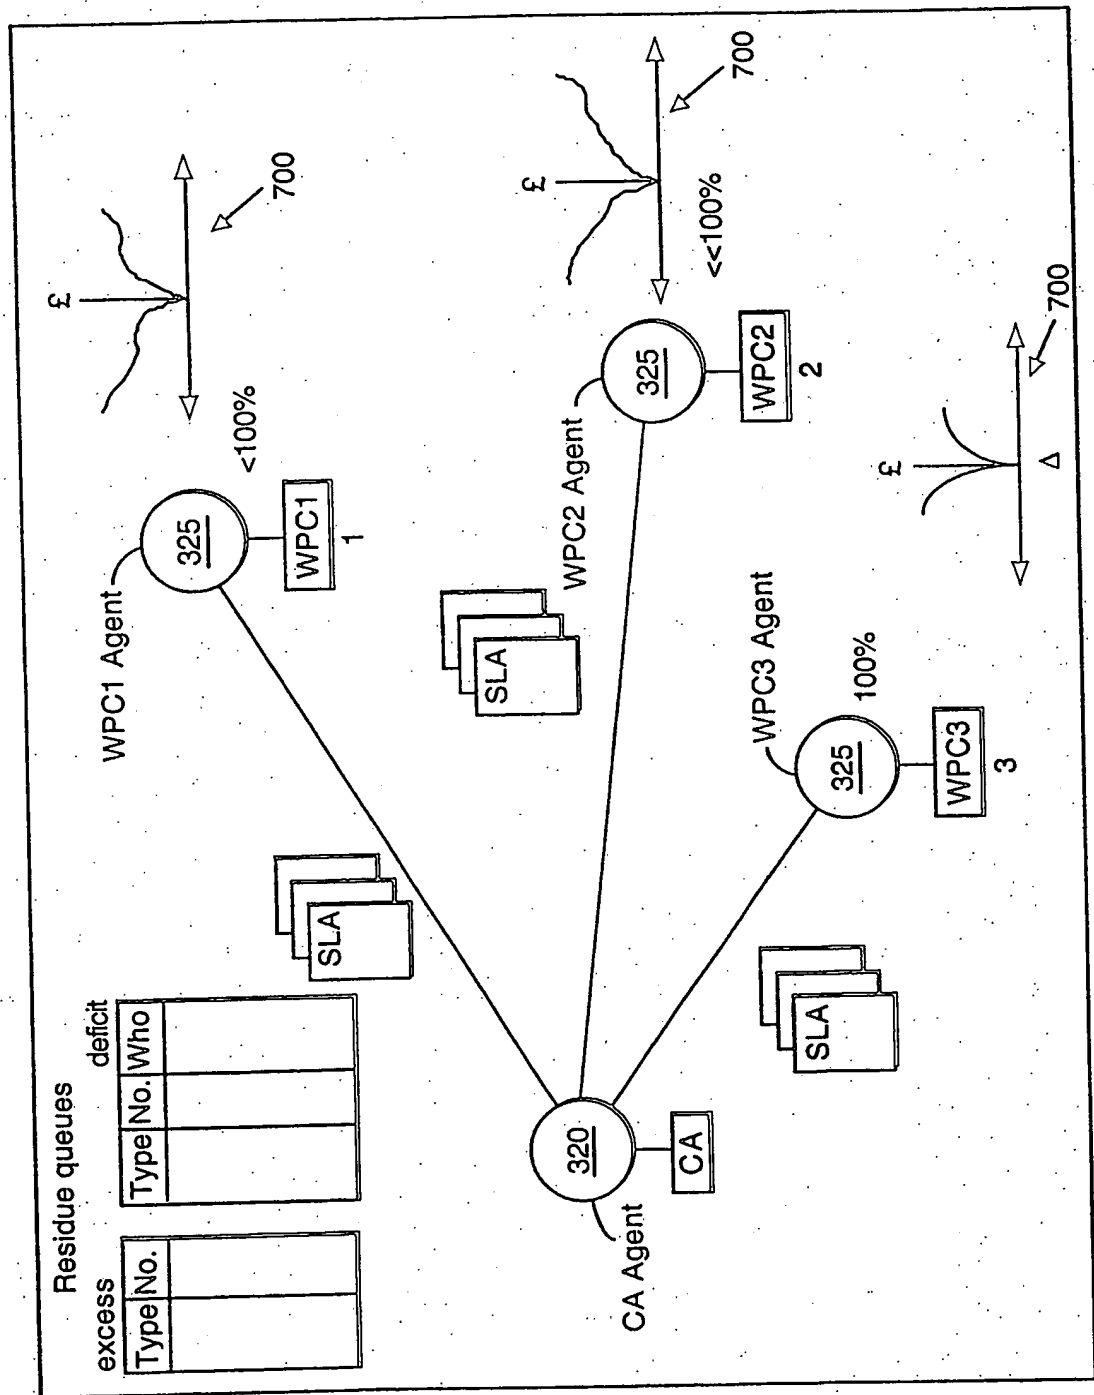 Residue queues
excess
deficit
Type No.
Type No. Who
SLA
SLA
SLA
CA Agent
320
CA
WPC1 Agent
325
WPC1
1
<100%
£
700
WPC2 Agent
325
WPC2
2
<<100%
£
700
WPC3 Agent
325
100%
WPC3
3
£
700